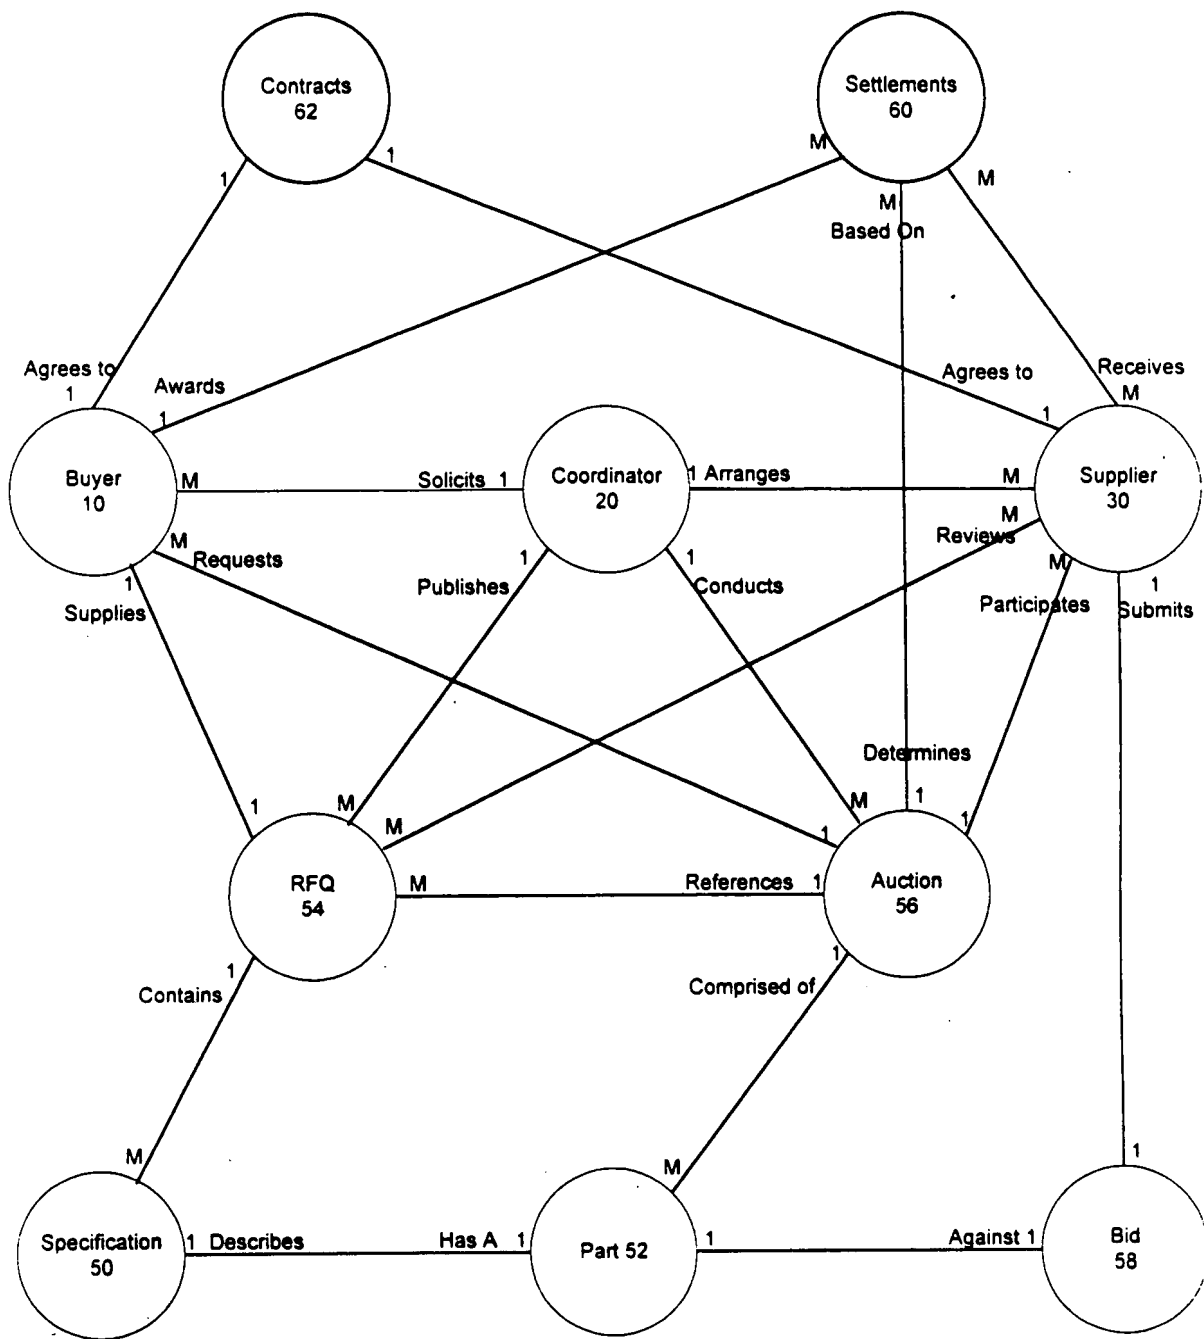 Contracts
62
Settlements
60
1
1
M
M
M
Based On
Agrees to
1
Awards
1
Agrees to
1
Receives
M
Buyer
10
M
Solicits 1
Coordinator
20
1 Arranges
M
Supplier
30
M
Requests
1
Supplies
1
Publishes
1
Conducts
M
Reviews
M
Participates
1
Submits
Determines
1
M
M
M
1
1
1
RFQ
54
M
References 1
Auction
56
1
Contains
1
Comprised of
M
M
1
Specification
50
1 Describes
Has A 1
Part 52
1
Against 1
Bid
58